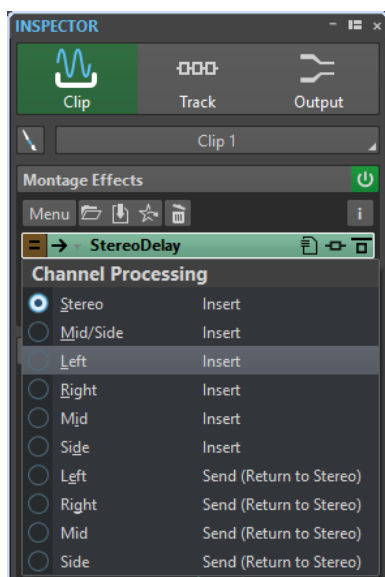 INSPECTOR
Clip
Track
Output
Clip 1
Montage Effects
Menu
i
StereoDelay
Channel Processing
Stereo Insert
Mid/Side Insert
Left Insert
Right Insert
Mid Insert
Side Insert
Left Send (Return to Stereo)
Right Send (Return to Stereo)
Mid Send (Return to Stereo)
Side Send (Return to Stereo)